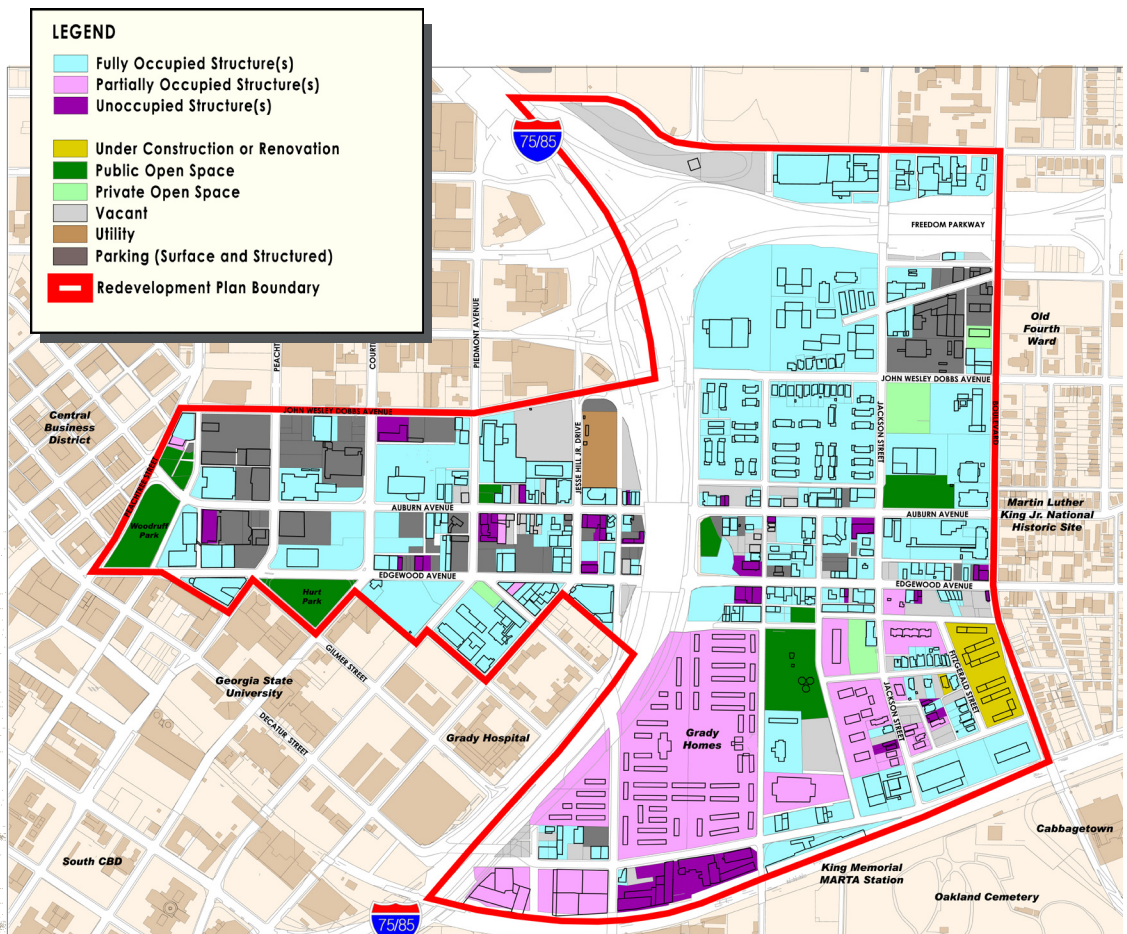 LEGEND
Fully Occupied Structure(s)
Partially Occupied Structure(s)
Unoccupied Structure(s)
Under Construction or Renovation
Public Open Space
Private Open Space
Vacant
Utility
Parking (Surface and Structured)
Redevelopment Plan Boundary
75/85
FREEDOM PARKWAY
PEACHT
COURT
PIEDMONT AVENUE
Old
Fourth
Ward
JOHN WESLEY DOBBS AVENUE
JOHN WESLEY DOBBS AVENUE
Central
Business
District
PEACHTREE STREET
JESSE HILL JR. DRIVE
JACKSON STREET
BOULEVARD
Woodruff
Park
AUBURN AVENUE
AUBURN AVENUE
Martin Luther
King Jr. National
Historic Site
EDGEWOOD AVENUE
EDGEWOOD AVENUE
Hurt
Park
GILMER STREET
Georgia State
University
DECATUR STREET
Grady Hospital
Grady
Homes
JACKSON STREET
FITZGERALD STREET
South CBD
Cabbagetown
King Memorial
MARTA Station
Oakland Cemetery
75/85